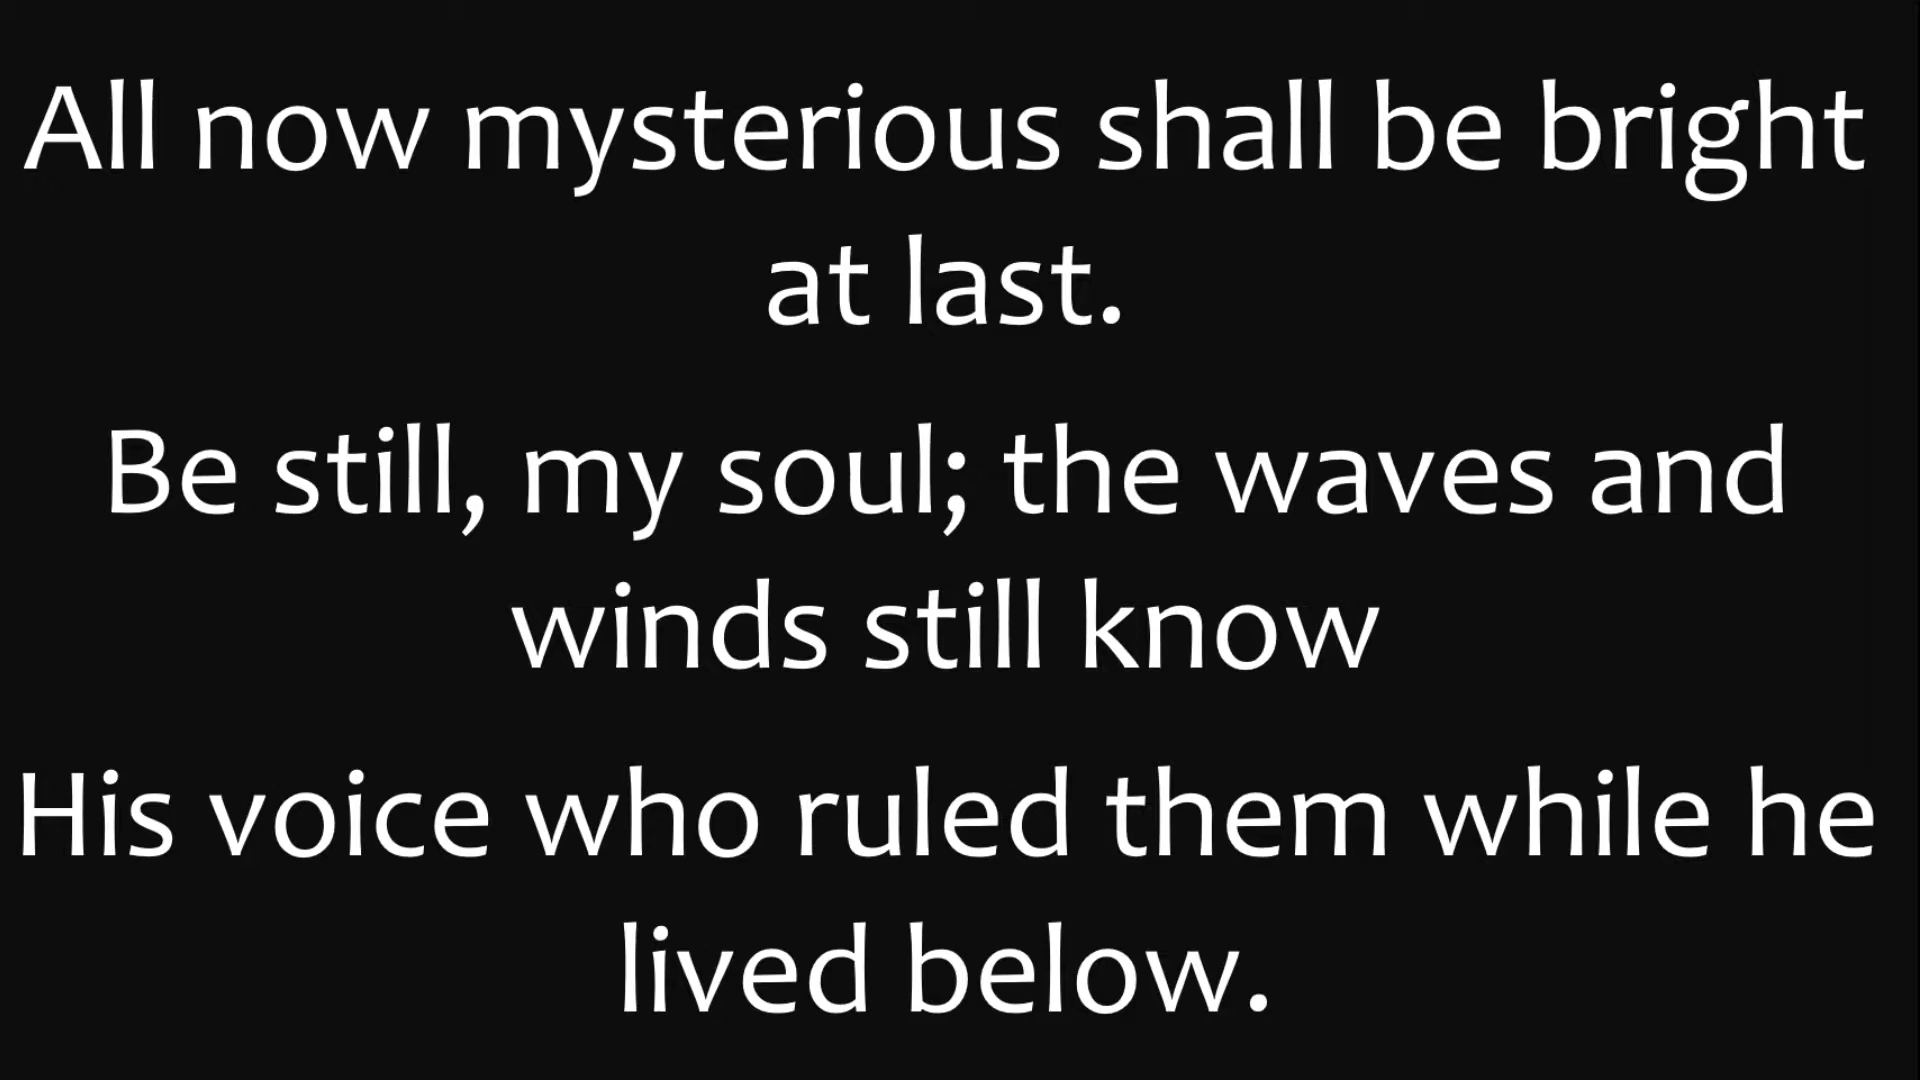 All now mysterious shall be bright
at last.
Be still, my soul; the waves and
winds still know
His voice who ruled them while he
lived below.